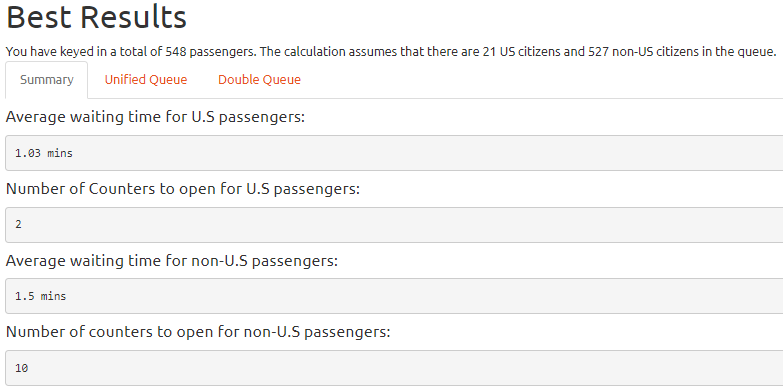 Best Results
You have keyed in a total of 548 passengers. The calculation assumes that there are 21 US citizens and 527 non-US citizens in the queue.
Summary Unified Queue Double Queue
Average waiting time for U.S passengers:
1.03 mins
Number of Counters to open for U.S passengers:
2
Average waiting time for non-U.S passengers:
1.5 mins
Number of counters to open for non-U.S passengers:
10